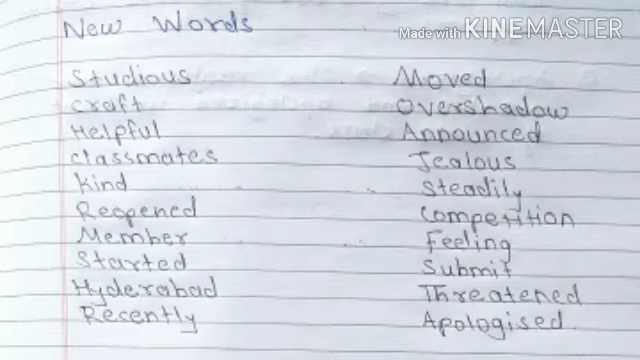 New Words
Made with KINEMASTER
Studious
Craft
Helpful
Classmates
Kind
Reopened
Member
Started
Hyderabad
Recently
Moved
Overshadow
Announced
Jealous
Steadily
Competition
Feeling
Submit
Threatened
Apologised